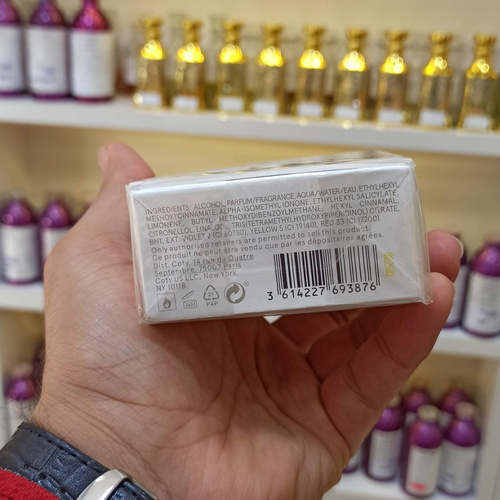 INGREDIENTS: ALCOHOL, PARFUM/FRAGRANCE, AQUA/WATER/EAU, ETHYLHEXYL
METHOXYCINNAMATE, ALPHA-ISOMETHYL IONONE, ETHYLHEXYL SALICYLATE,
LIMONENE, BUTYL METHOXYDIBENZOYLMETHANE, HEXYL CINNAMAL,
CITRONELLOL, LINALOOL, TRIS(TETRAMETHYLHYDROXYPIPERIDINOL) CITRATE,
BHT, EXT. VIOLET 2 (CI 60730), YELLOW 5 (CI 19140), RED 33 (CI 17200).
Only authorised retailers are permitted to sell this product.
Ce produit ne peut être vendu que par les dépositaires agréées.
Dist. Coty, 14 rue du Quatre
Septembre, 75002 Paris
Coty US LLC, New York,
NY 10118
PAP
3 614227 693876